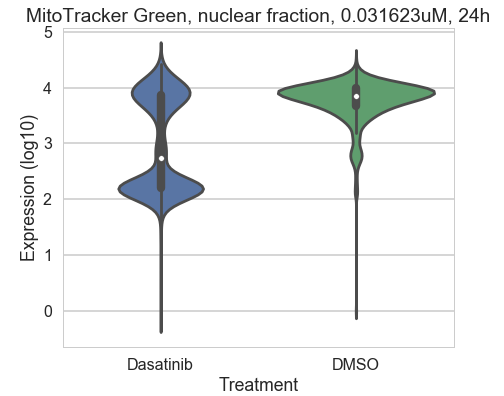 MitoTracker Green, nuclear fraction, 0.031623uM, 24h
5
4
3
2
1
0
Expression (log10)
Dasatinib DMSO
Treatment